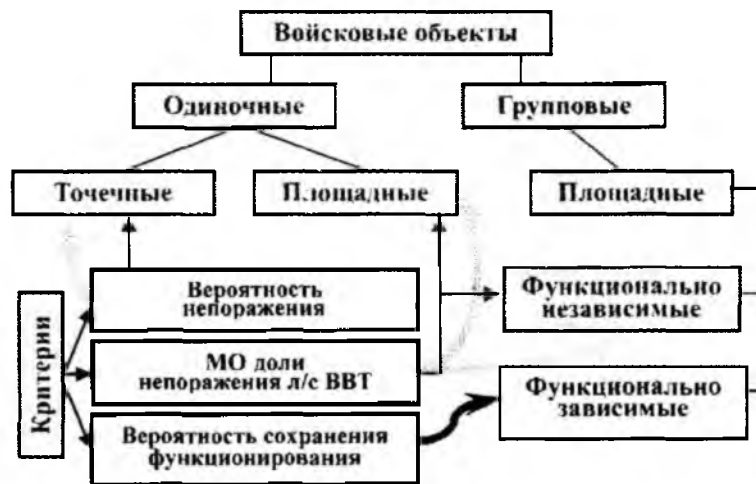 Войсковые объекты
Одиночные
Групповые
Точечные
Площадные
Площадные
Критерии
Вероятность
непоражения
МО доли
непоражения л/с ВВТ
Вероятность сохранения
функционирования
Функционально
независимые
Функционально
зависимые